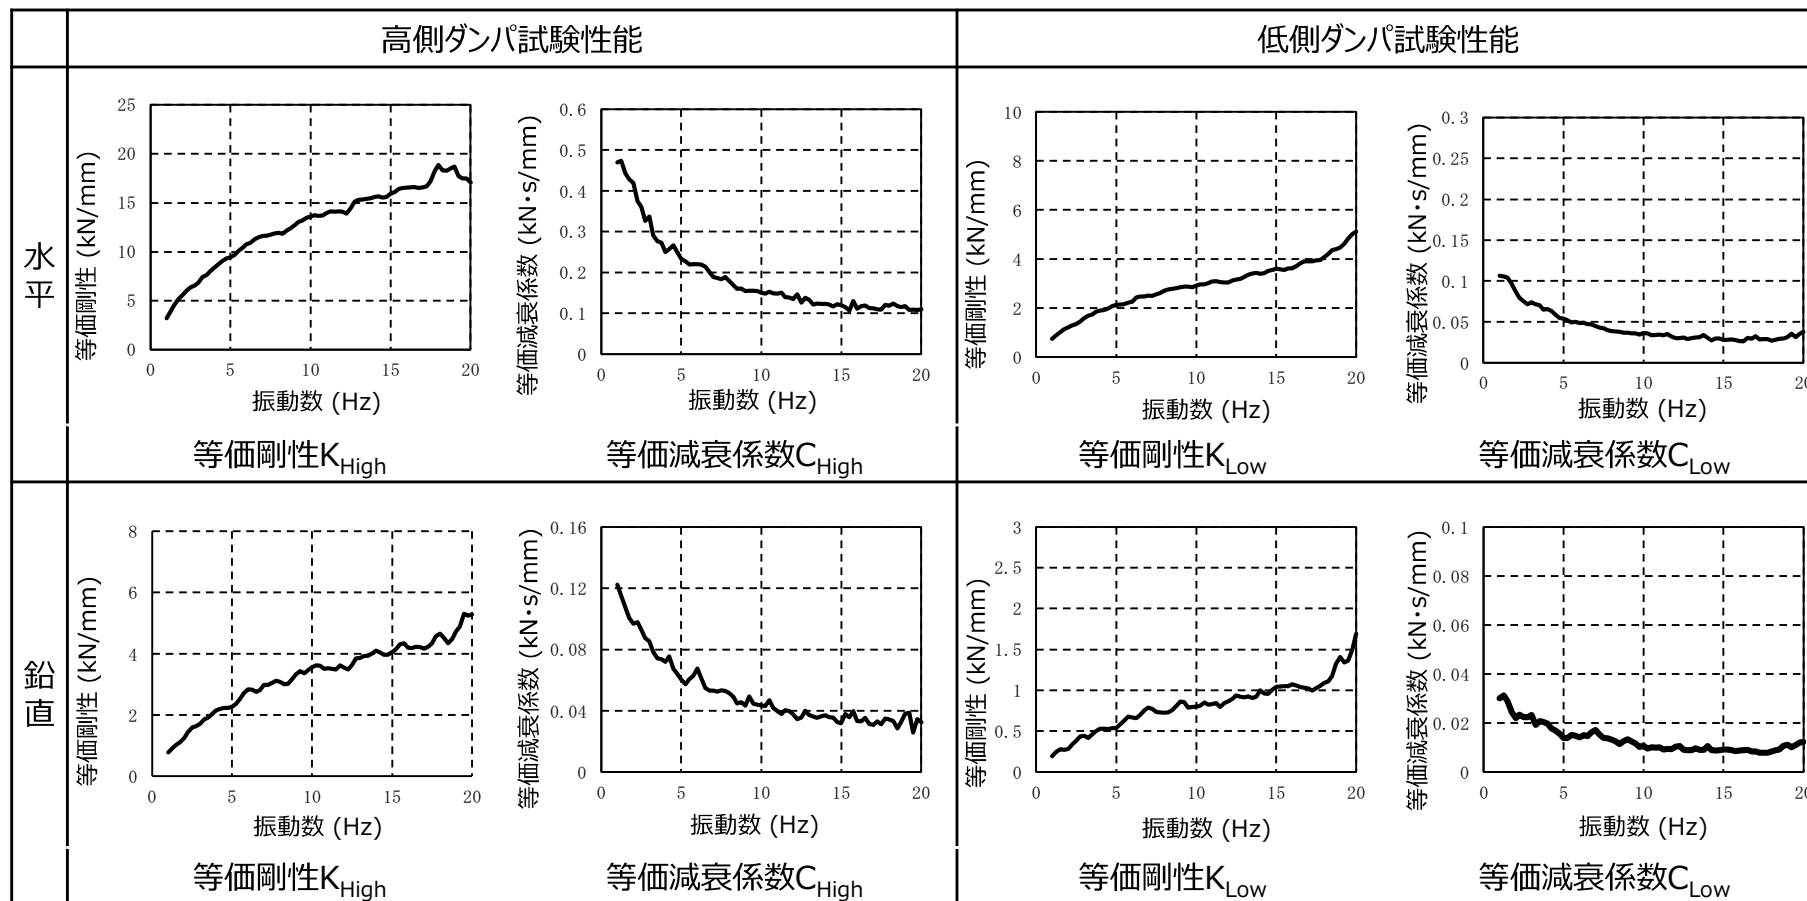 高側ダンパ試験性能
低側ダンパ試験性能
水平
等価剛性 (kN/mm)
25
20
15
10
5
0
0 5 10 15 20
振動数 (Hz)
等価剛性K_High
等価減衰係数 (kN・s/mm)
0.6
0.5
0.4
0.3
0.2
0.1
0
0 5 10 15 20
振動数 (Hz)
等価減衰係数C_High
等価剛性 (kN/mm)
10
8
6
4
2
0
0 5 10 15 20
振動数 (Hz)
等価剛性K_Low
等価減衰係数 (kN・s/mm)
0.3
0.25
0.2
0.15
0.1
0.05
0
0 5 10 15 20
振動数 (Hz)
等価減衰係数C_Low
鉛直
等価剛性 (kN/mm)
8
6
4
2
0
0 5 10 15 20
振動数 (Hz)
等価剛性K_High
等価減衰係数 (kN・s/mm)
0.16
0.12
0.08
0.04
0
0 5 10 15 20
振動数 (Hz)
等価減衰係数C_High
等価剛性 (kN/mm)
3
2.5
2
1.5
1
0.5
0
0 5 10 15 20
振動数 (Hz)
等価剛性K_Low
等価減衰係数 (kN・s/mm)
0.1
0.08
0.06
0.04
0.02
0
0 5 10 15 20
振動数 (Hz)
等価減衰係数C_Low